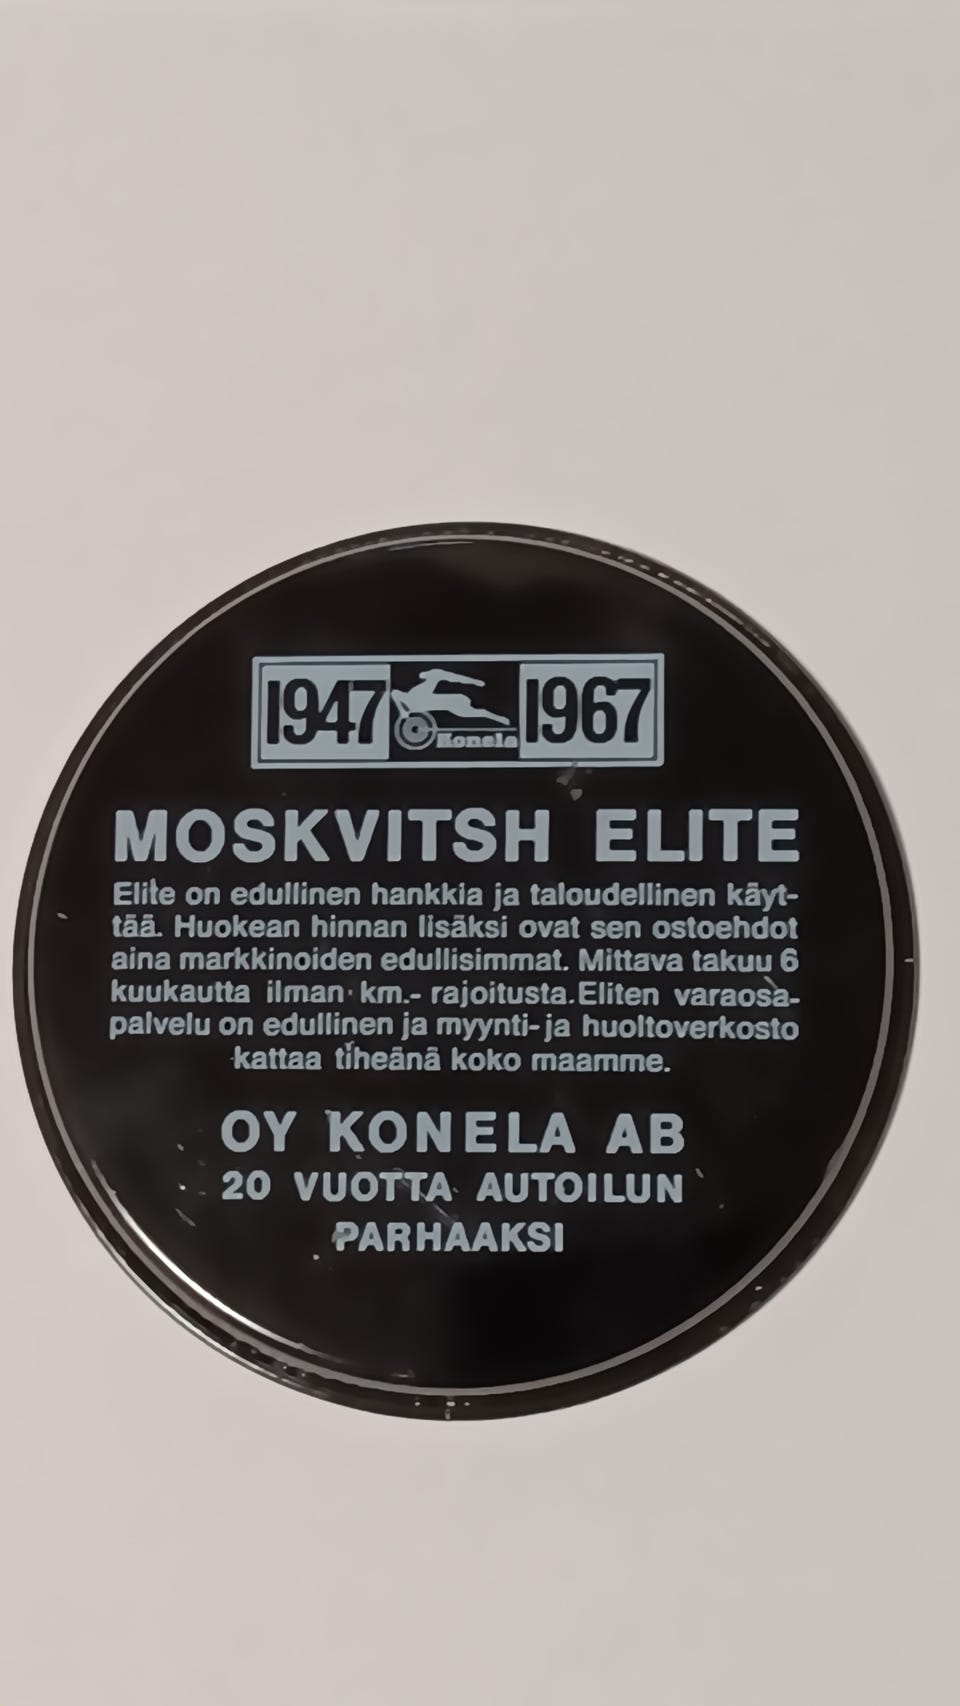 1947 Konela 1967
MOSKVITSH ELITE
Elite on edullinen hankkia ja taloudellinen käyt-
tää. Huokean hinnan lisäksi ovat sen ostoehdot
aina markkinoiden edullisimmat. Mittava takuu 6
kuukautta ilman km.- rajoitusta. Eliten varaosa-
palvelu on edullinen ja myynti- ja huoltoverkosto
kattaa tiheänä koko maamme.
OY KONELA AB
20 VUOTTA AUTOILUN
PARHAAKSI